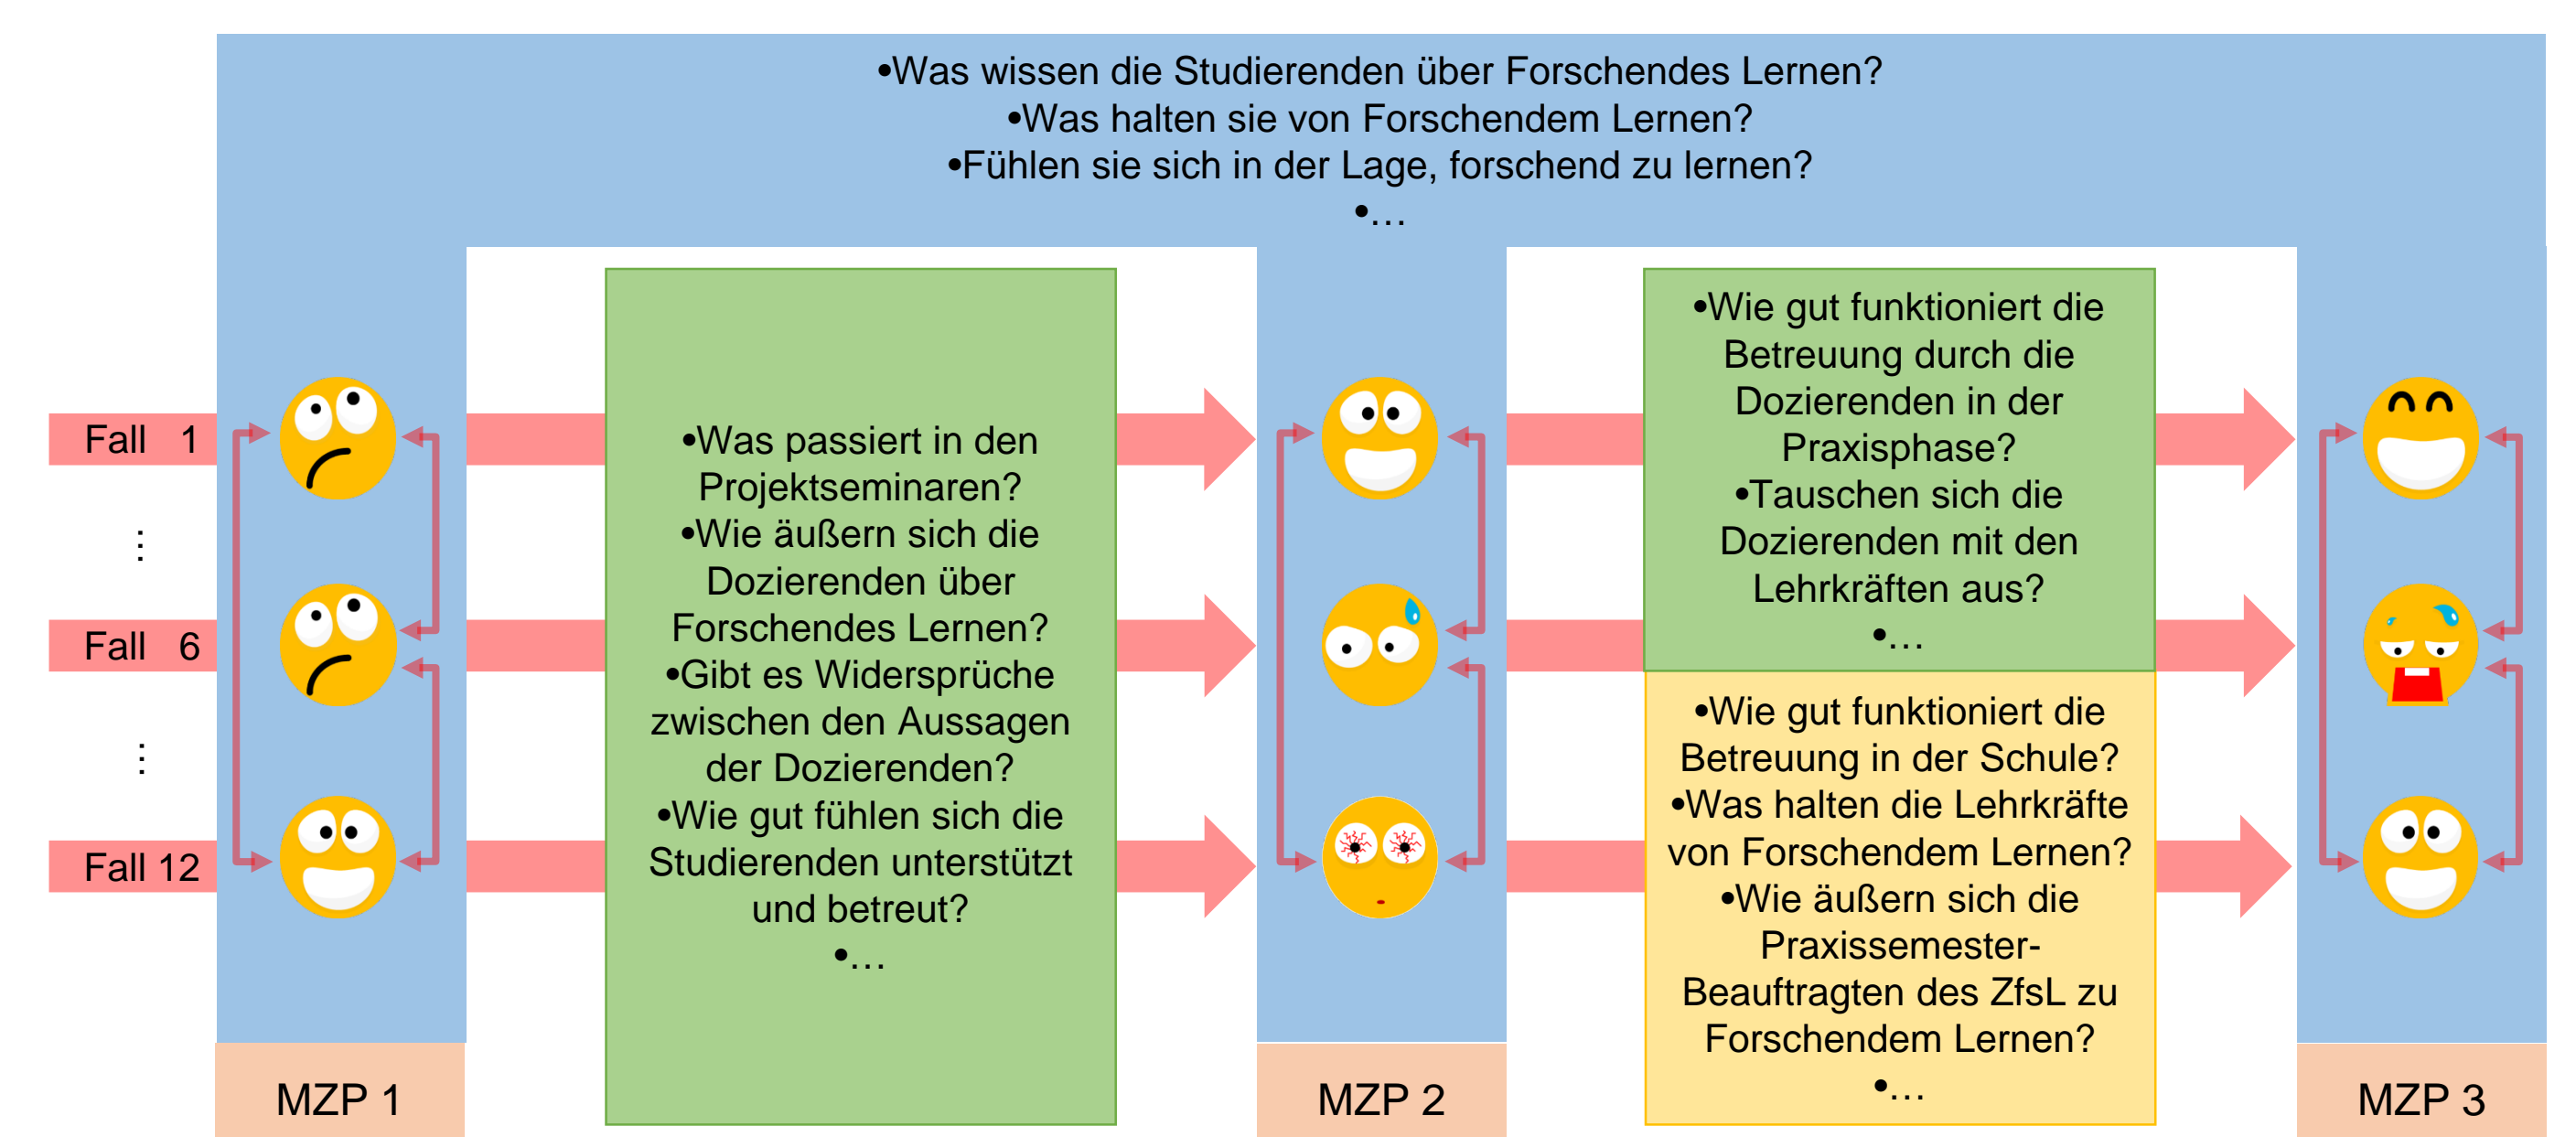 •Was wissen die Studierenden über Forschendes Lernen?
•Was halten sie von Forschendem Lernen?
•Fühlen sie sich in der Lage, forschend zu lernen?
•…
Fall 1
⋮
Fall 6
⋮
Fall 12
•Was passiert in den
Projektseminaren?
•Wie äußern sich die
Dozierenden über
Forschendes Lernen?
•Gibt es Widersprüche
zwischen den Aussagen
der Dozierenden?
•Wie gut fühlen sich die
Studierenden unterstützt
und betreut?
•…
•Wie gut funktioniert die
Betreuung durch die
Dozierenden in der
Praxisphase?
•Tauschen sich die
Dozierenden mit den
Lehrkräften aus?
•…
•Wie gut funktioniert die
Betreuung in der Schule?
•Was halten die Lehrkräfte
von Forschendem Lernen?
•Wie äußern sich die
Praxissemester-
Beauftragten des ZfsL zu
Forschendem Lernen?
•…
MZP 1
MZP 2
MZP 3